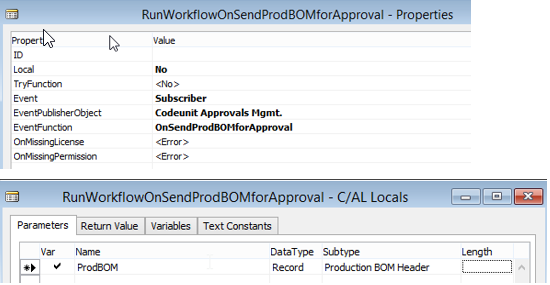 RunWorkflowOnSendProdBOMforApproval - Properties
Property Value
ID
Local No
TryFunction <No>
Event Subscriber
EventPublisherObject Codeunit Approvals Mgmt.
EventFunction OnSendProdBOMforApproval
OnMissingLicense <Error>
OnMissingPermission <Error>
RunWorkflowOnSendProdBOMforApproval - C/AL Locals
Parameters Return Value Variables Text Constants
Var Name DataType Subtype Length
ProdBOM Record Production BOM Header